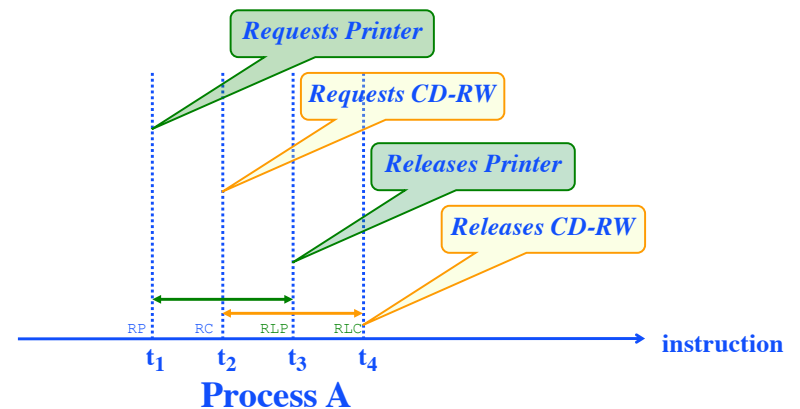 Requests Printer
Requests CD-RW
Releases Printer
Releases CD-RW
RP RC RLP RLC
t1 t2 t3 t4 instruction
Process A